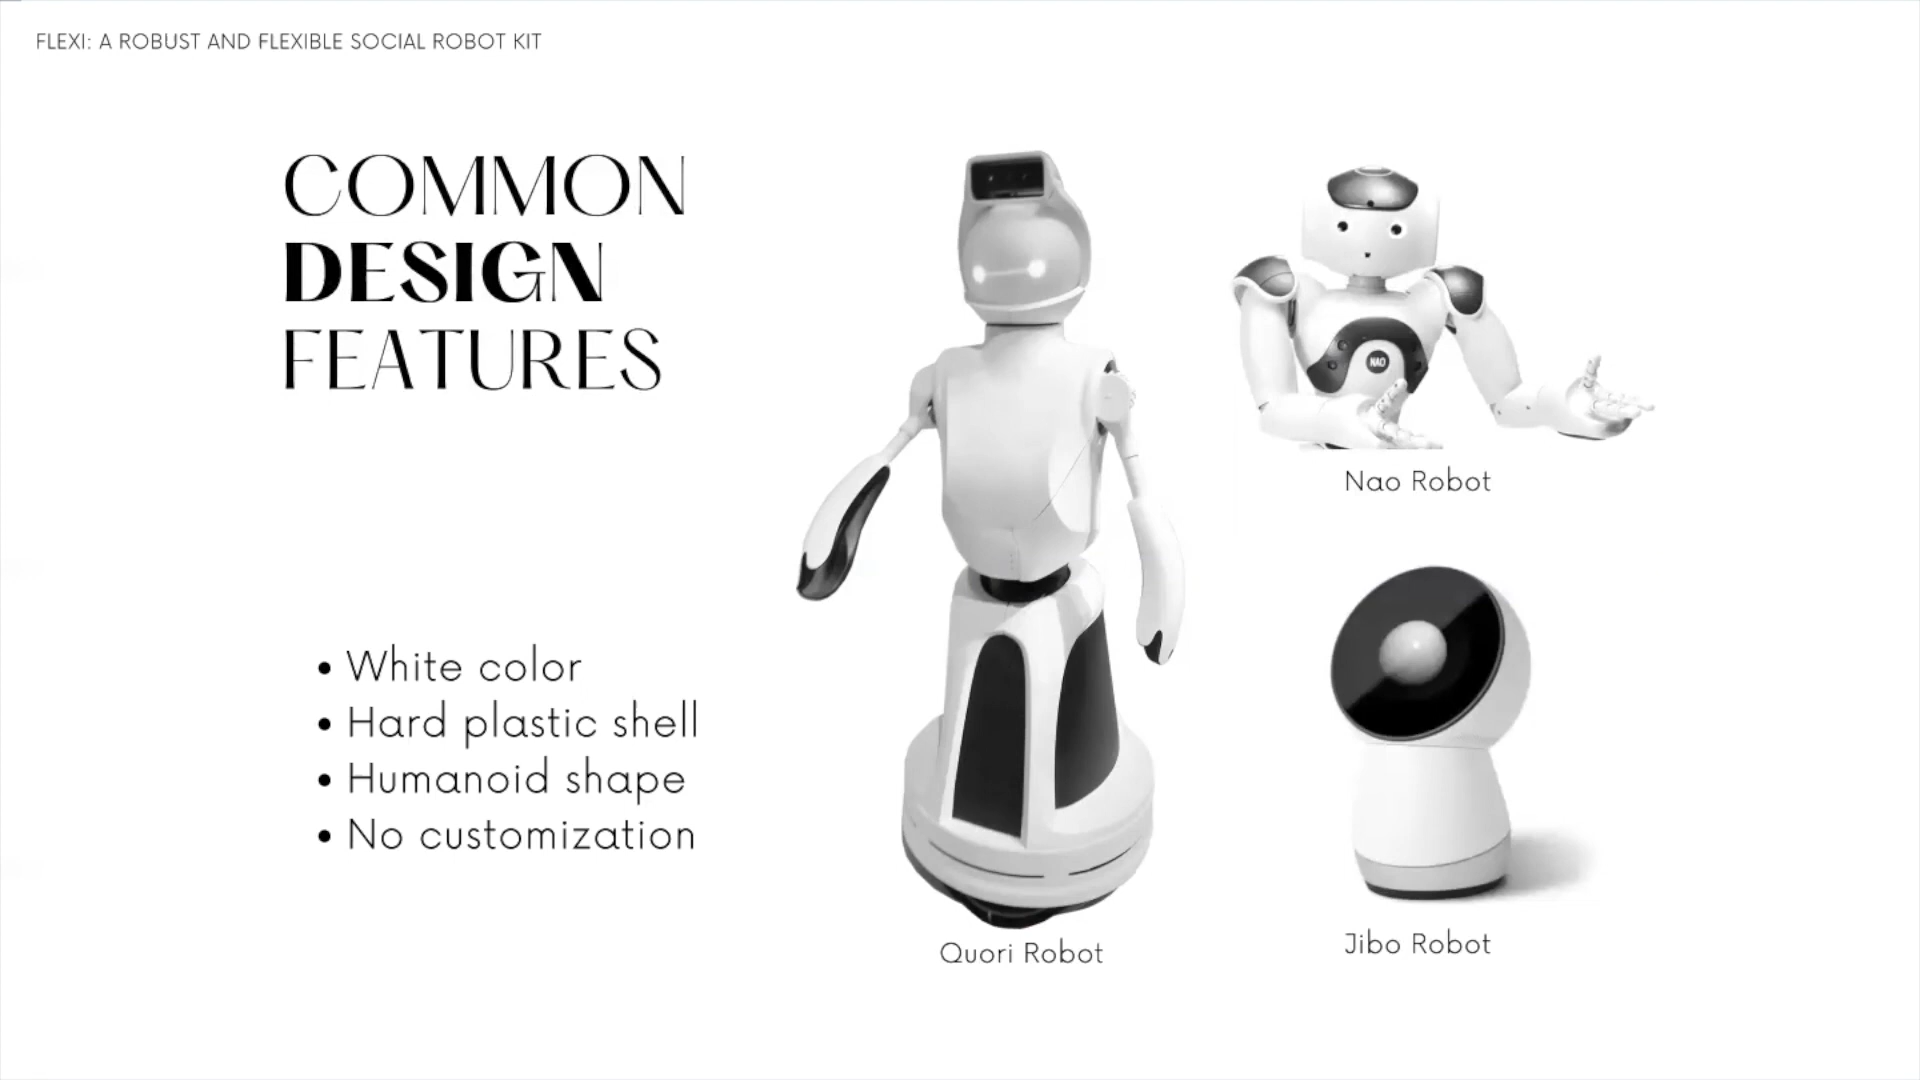 FLEXI: A ROBUST AND FLEXIBLE SOCIAL ROBOT KIT
COMMON
DESIGN
FEATURES
• White color
• Hard plastic shell
• Humanoid shape
• No customization
NAO
Nao Robot
Quori Robot
Jibo Robot